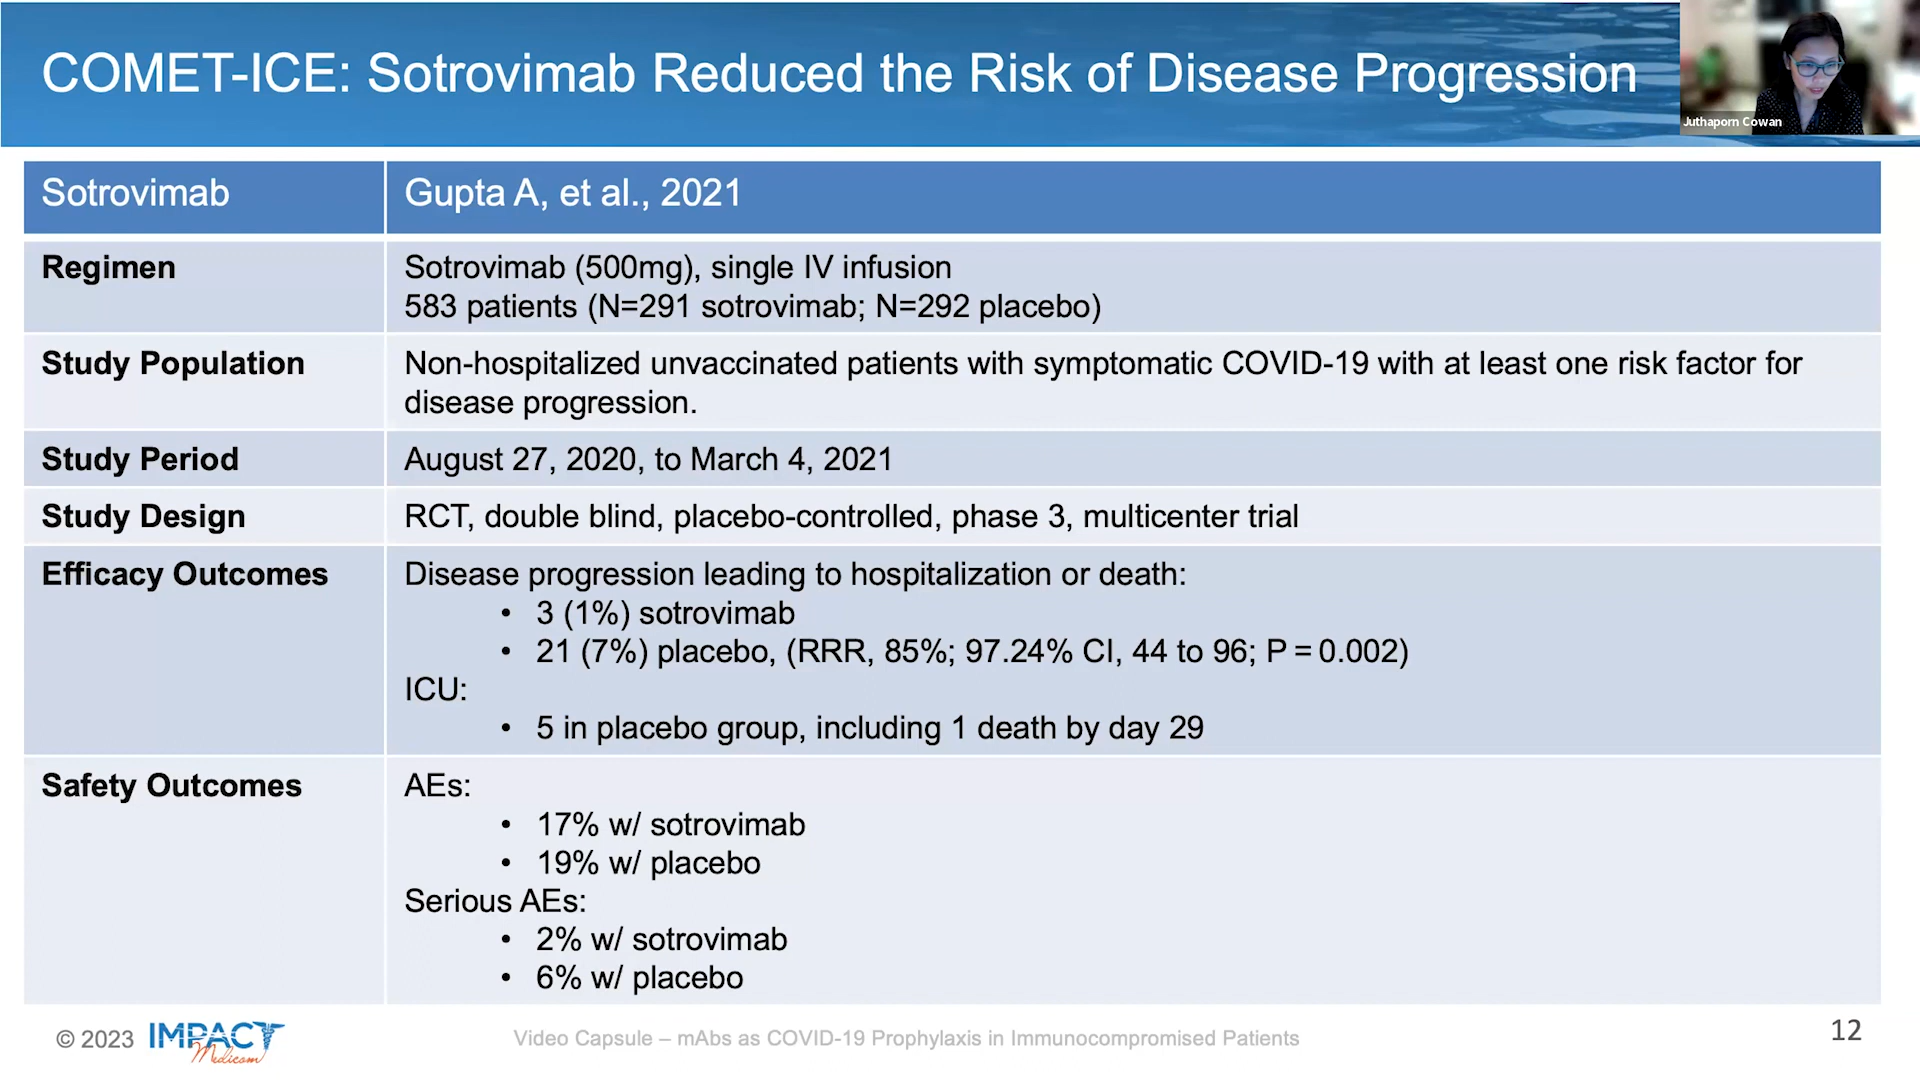 COMET-ICE: Sotrovimab Reduced the Risk of Disease Progression
Juthaporn Cowan
Sotrovimab
Gupta A, et al., 2021
Regimen
Sotrovimab (500mg), single IV infusion
583 patients (N=291 sotrovimab; N=292 placebo)
Study Population
Non-hospitalized unvaccinated patients with symptomatic COVID-19 with at least one risk factor for
disease progression.
Study Period
August 27, 2020, to March 4, 2021
Study Design
RCT, double blind, placebo-controlled, phase 3, multicenter trial
Efficacy Outcomes
Disease progression leading to hospitalization or death:
• 3 (1%) sotrovimab
• 21 (7%) placebo, (RRR, 85%; 97.24% CI, 44 to 96; P = 0.002)
ICU:
• 5 in placebo group, including 1 death by day 29
Safety Outcomes
AEs:
• 17% w/ sotrovimab
• 19% w/ placebo
Serious AEs:
• 2% w/ sotrovimab
• 6% w/ placebo
© 2023 IMPACT
Medicom
Video Capsule – mAbs as COVID-19 Prophylaxis in Immunocompromised Patients
12